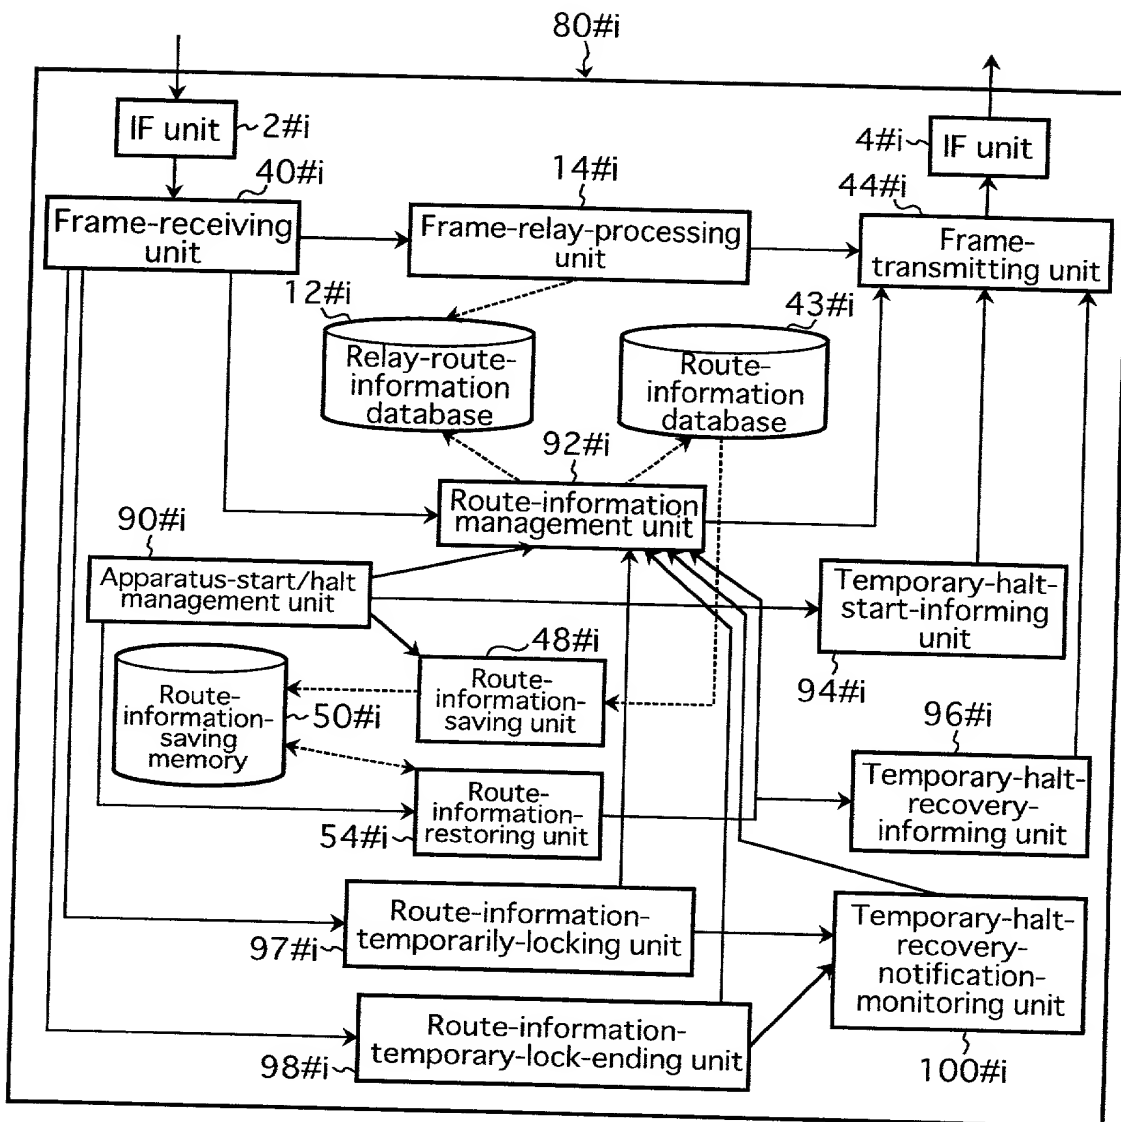 80#i
IF unit
2#i
4#i
IF unit
40#i
14#i
44#i
Frame-receiving
unit
Frame-relay-processing
unit
Frame-
transmitting unit
12#i
43#i
Relay-route-
information
database
Route-
information
database
92#i
Route-information
management unit
90#i
Apparatus-start/halt
management unit
Temporary-halt-
start-informing
unit
94#i
48#i
Route-
information-
saving unit
Route-
information-
saving
memory
50#i
96#i
Temporary-halt-
recovery-
informing unit
Route-
information-
restoring unit
54#i
Route-information-
temporarily-locking unit
97#i
Temporary-halt-
recovery-
notification-
monitoring unit
100#i
Route-information-
temporary-lock-ending unit
98#i